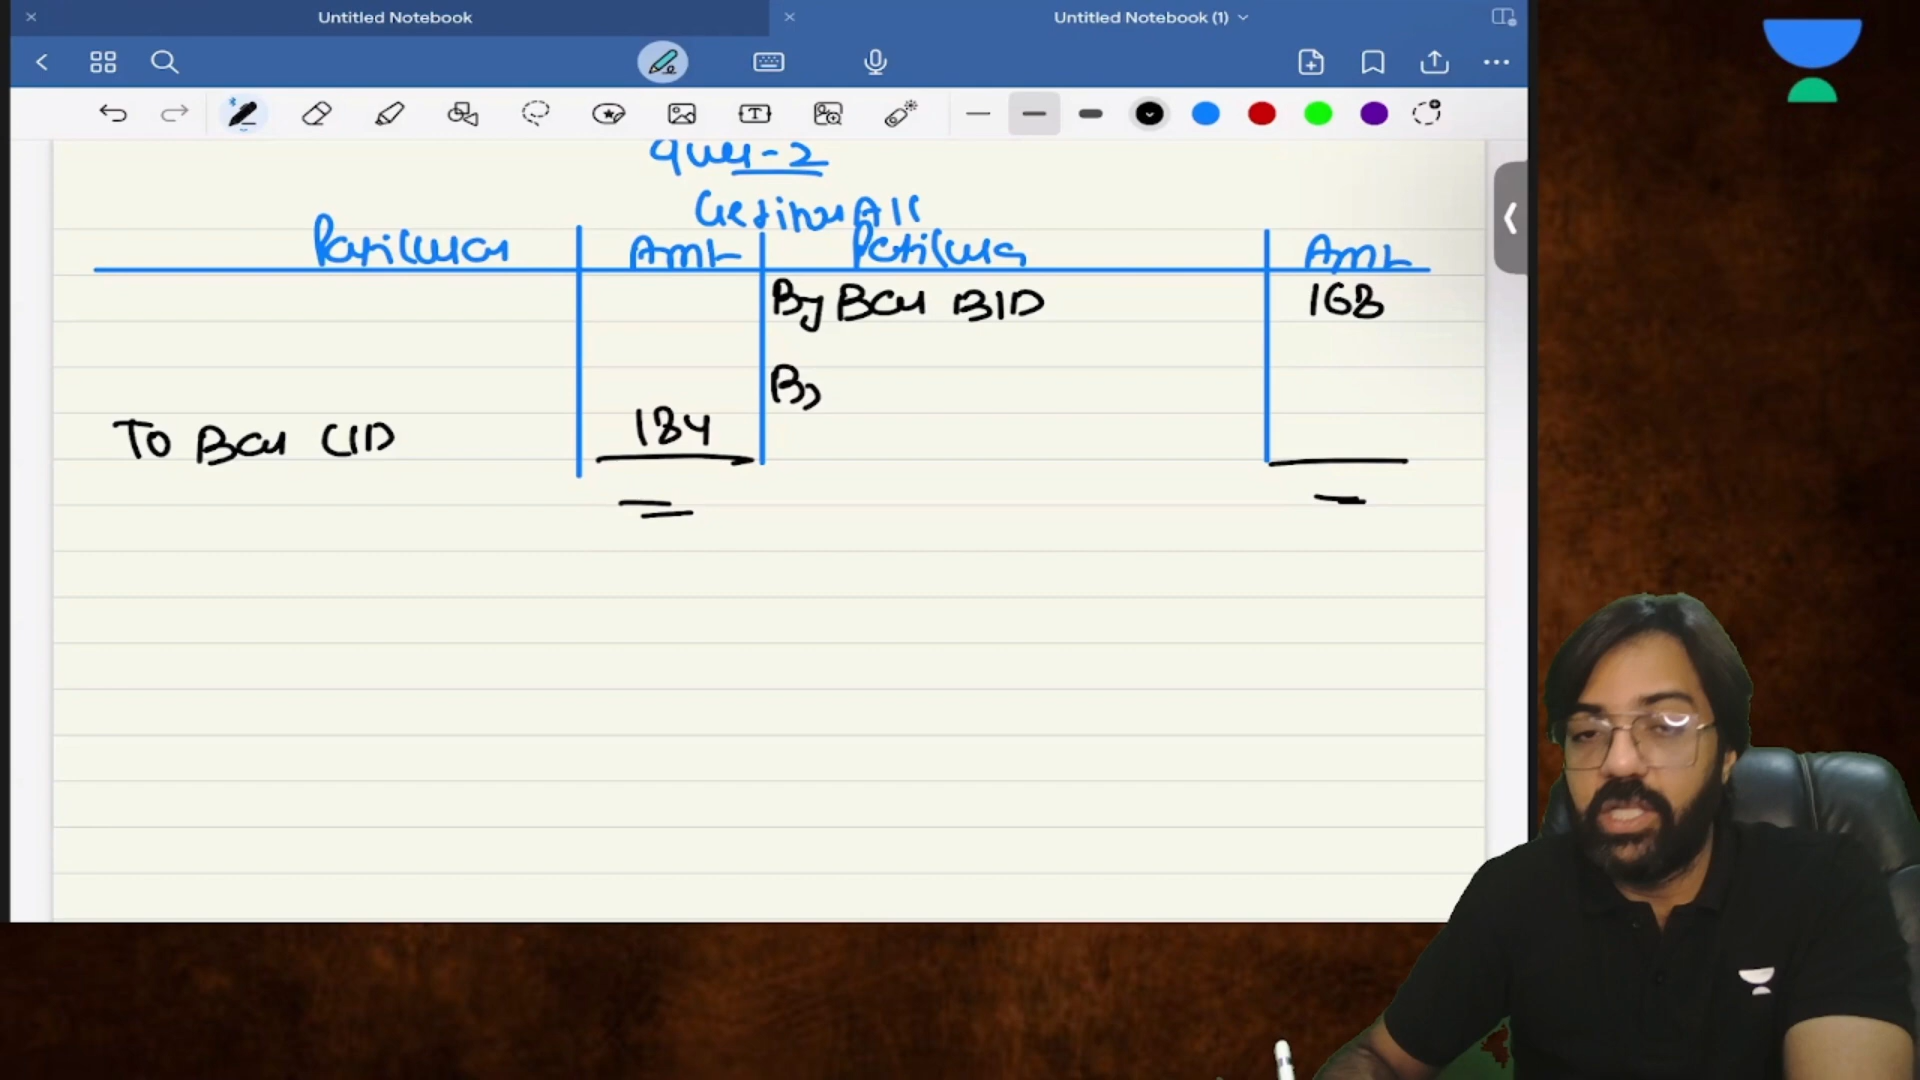 Untitled Notebook
Untitled Notebook (1)
Ques-2
Creditors A/c
Particulars Amt Particulars Amt
By Bal B/D 168
By
To Bal C/D 184